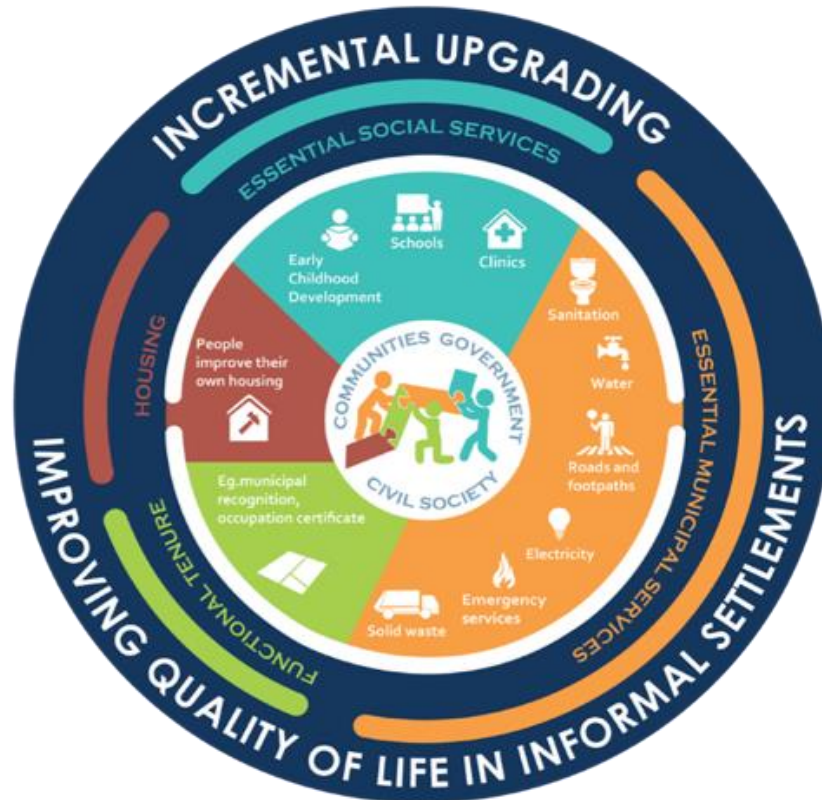 INCREMENTAL UPGRADING
ESSENTIAL SOCIAL SERVICES
Early
Childhood
Development
Schools
Clinics
Sanitation
Water
Roads and
footpaths
Electricity
Emergency
services
Solid waste
ESSENTIAL MUNICIPAL SERVICES
HOUSING
People
improve their
own housing
FUNCTIONAL TENURE
Eg.municipal
recognition,
occupation certificate
COMMUNITIES GOVERNMENT
CIVIL SOCIETY
IMPROVING QUALITY OF LIFE IN INFORMAL SETTLEMENTS